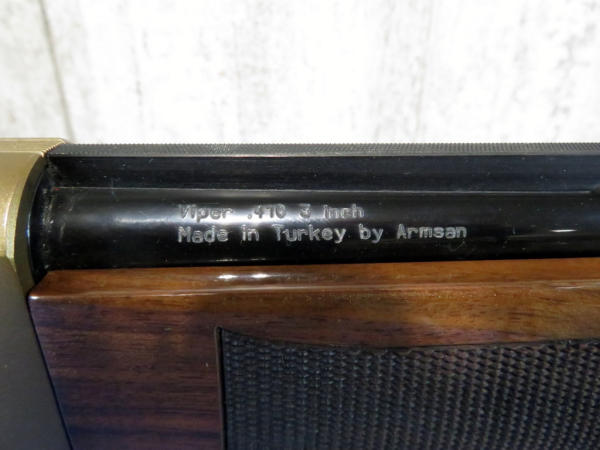 Viper .410 3 inch
Made in Turkey by Armsan